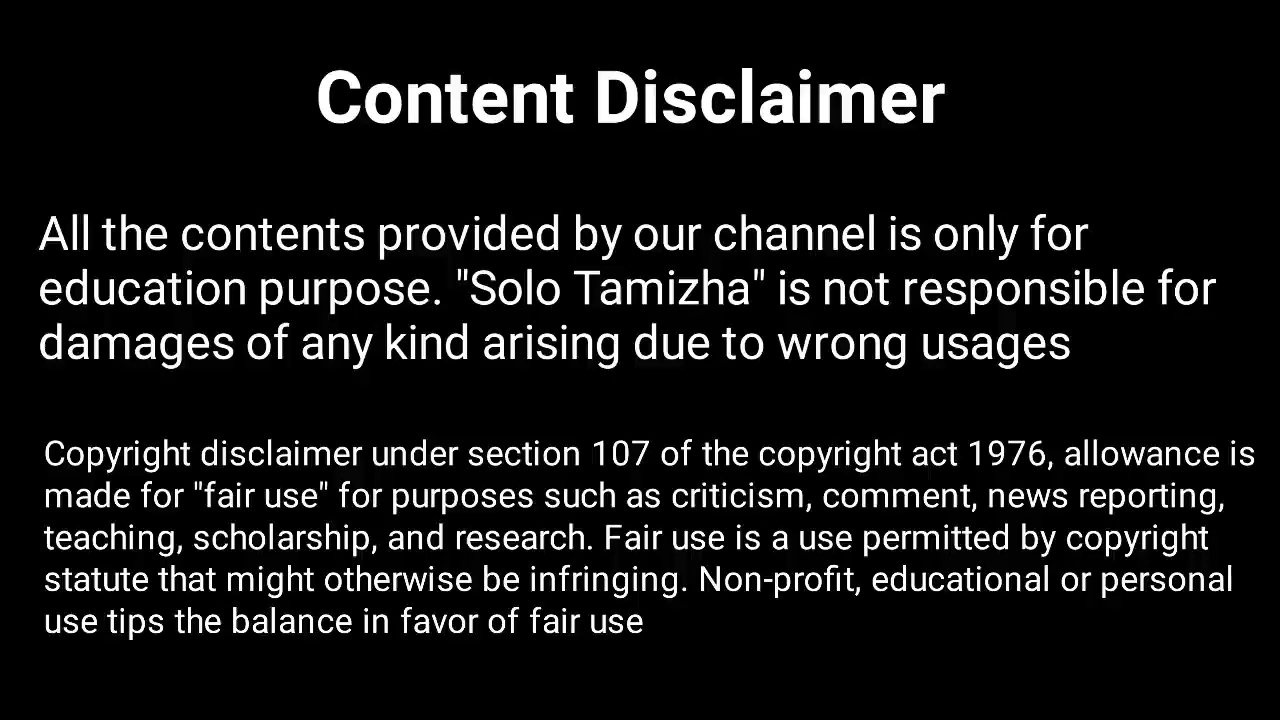 Content Disclaimer
All the contents provided by our channel is only for
education purpose. "Solo Tamizha" is not responsible for
damages of any kind arising due to wrong usages
Copyright disclaimer under section 107 of the copyright act 1976, allowance is
made for "fair use" for purposes such as criticism, comment, news reporting,
teaching, scholarship, and research. Fair use is a use permitted by copyright
statute that might otherwise be infringing. Non-profit, educational or personal
use tips the balance in favor of fair use